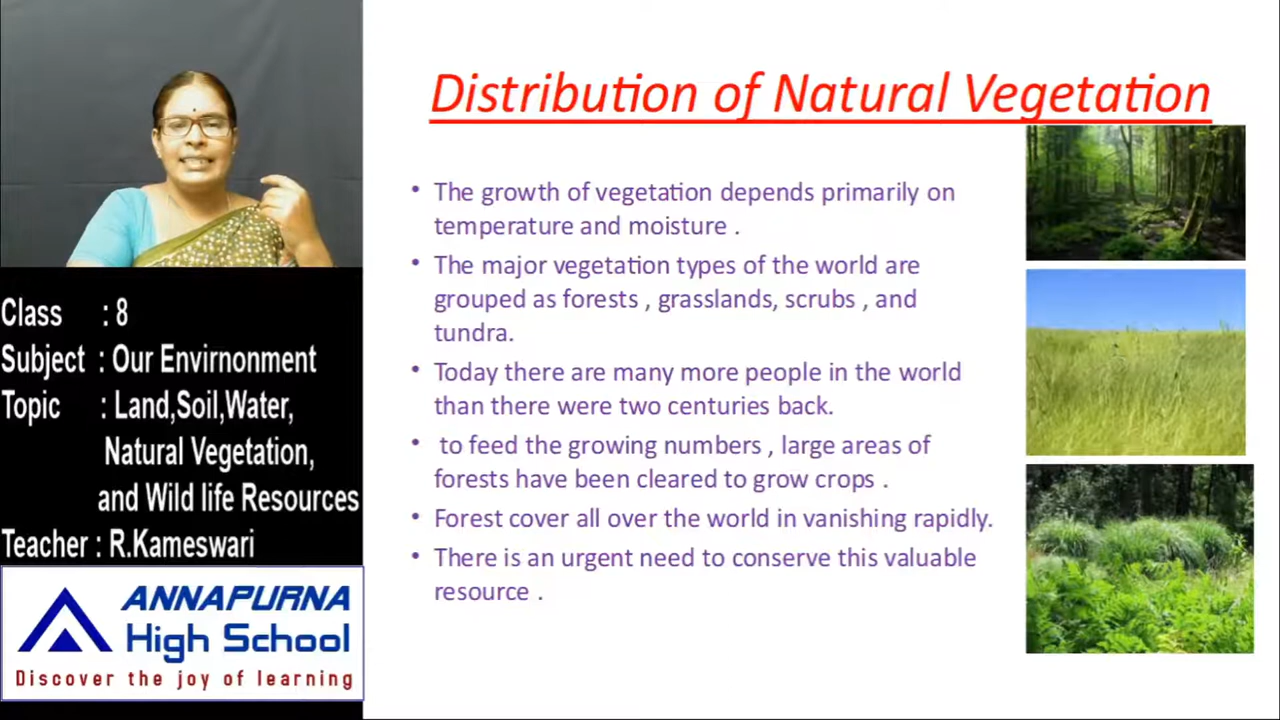 Distribution of Natural Vegetation
• The growth of vegetation depends primarily on
temperature and moisture .
• The major vegetation types of the world are
grouped as forests , grasslands, scrubs , and
tundra.
• Today there are many more people in the world
than there were two centuries back.
• to feed the growing numbers , large areas of
forests have been cleared to grow crops .
• Forest cover all over the world in vanishing rapidly.
• There is an urgent need to conserve this valuable
resource .
Class : 8
Subject : Our Envirnonment
Topic : Land,Soil,Water,
Natural Vegetation,
and Wild life Resources
Teacher : R.Kameswari
ANNAPURNA
High School
Discover the joy of learning